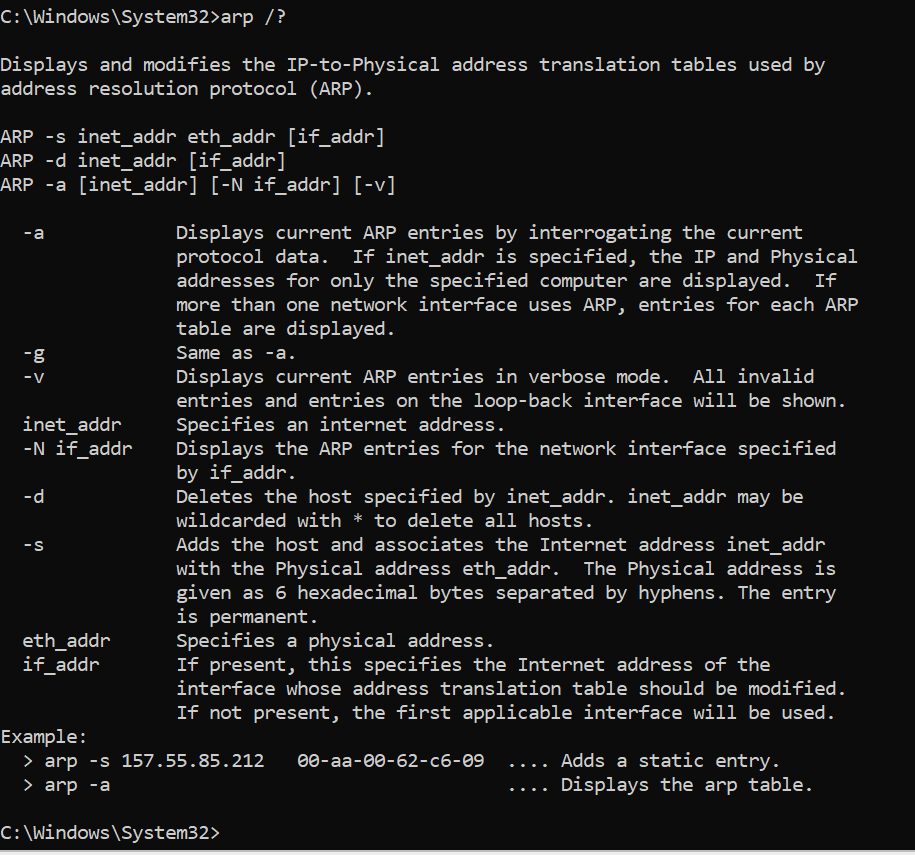 C:\Windows\System32>arp /?
Displays and modifies the IP-to-Physical address translation tables used by
address resolution protocol (ARP).
ARP -s inet_addr eth_addr [if_addr]
ARP -d inet_addr [if_addr]
ARP -a [inet_addr] [-N if_addr] [-v]
  -a            Displays current ARP entries by interrogating the current
                protocol data.  If inet_addr is specified, the IP and Physical
                addresses for only the specified computer are displayed.  If
                more than one network interface uses ARP, entries for each ARP
                table are displayed.
  -g            Same as -a.
  -v            Displays current ARP entries in verbose mode.  All invalid
                entries and entries on the loop-back interface will be shown.
  inet_addr     Specifies an internet address.
  -N if_addr    Displays the ARP entries for the network interface specified
                by if_addr.
  -d            Deletes the host specified by inet_addr. inet_addr may be
                wildcarded with * to delete all hosts.
  -s            Adds the host and associates the Internet address inet_addr
                with the Physical address eth_addr.  The Physical address is
                given as 6 hexadecimal bytes separated by hyphens. The entry
                is permanent.
  eth_addr      Specifies a physical address.
  if_addr       If present, this specifies the Internet address of the
                interface whose address translation table should be modified.
                If not present, the first applicable interface will be used.
Example:
  > arp -s 157.55.85.212   00-aa-00-62-c6-09  .... Adds a static entry.
  > arp -a                                    .... Displays the arp table.
C:\Windows\System32>